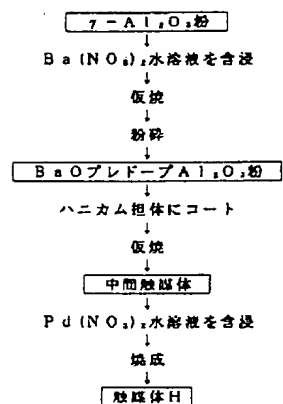 γ-Al₂O₃粉
↓
Ba(NO₃)₂水溶液を含浸
↓
仮焼
↓
粉砕
↓
BaOプレドープAl₂O₃粉
↓
ハニカム担体にコート
↓
仮焼
↓
中間触媒体
↓
Pd(NO₃)₂水溶液を含浸
↓
焼成
↓
触媒体H